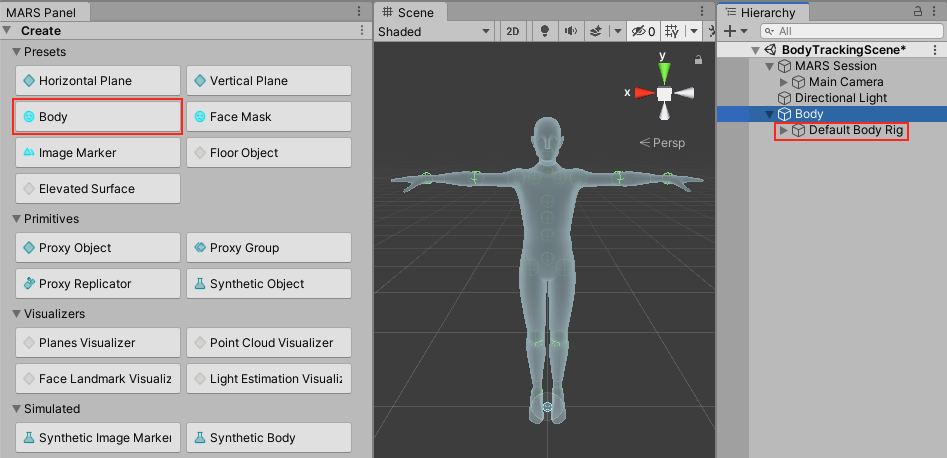 MARS Panel
Create
Presets
Horizontal Plane
Vertical Plane
Body
Face Mask
Image Marker
Floor Object
Elevated Surface
Primitives
Proxy Object
Proxy Group
Proxy Replicator
Synthetic Object
Visualizers
Planes Visualizer
Point Cloud Visualizer
Face Landmark Visualiz
Light Estimation Visualiz
Simulated
Synthetic Image Marker
Synthetic Body
Scene
Shaded
2D
0
y
x
Persp
Hierarchy
All
BodyTrackingScene*
MARS Session
Main Camera
Directional Light
Body
Default Body Rig